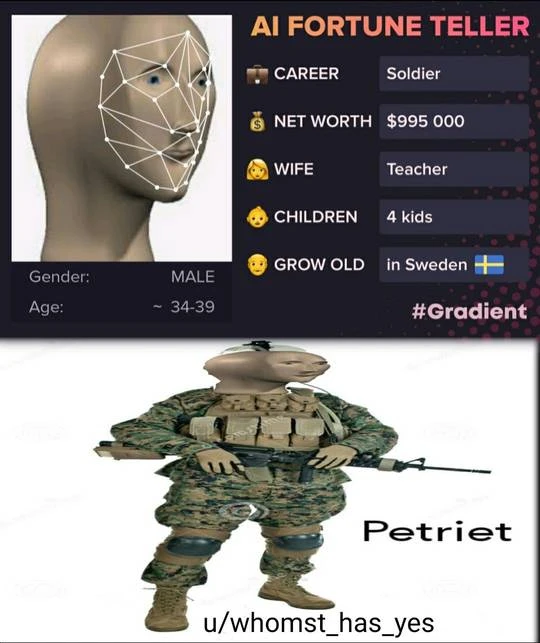 AI FORTUNE TELLER
CAREER Soldier
NET WORTH $995 000
WIFE Teacher
CHILDREN 4 kids
GROW OLD in Sweden
Gender: MALE
Age: ~ 34-39
#Gradient
Petriet
u/whomst_has_yes